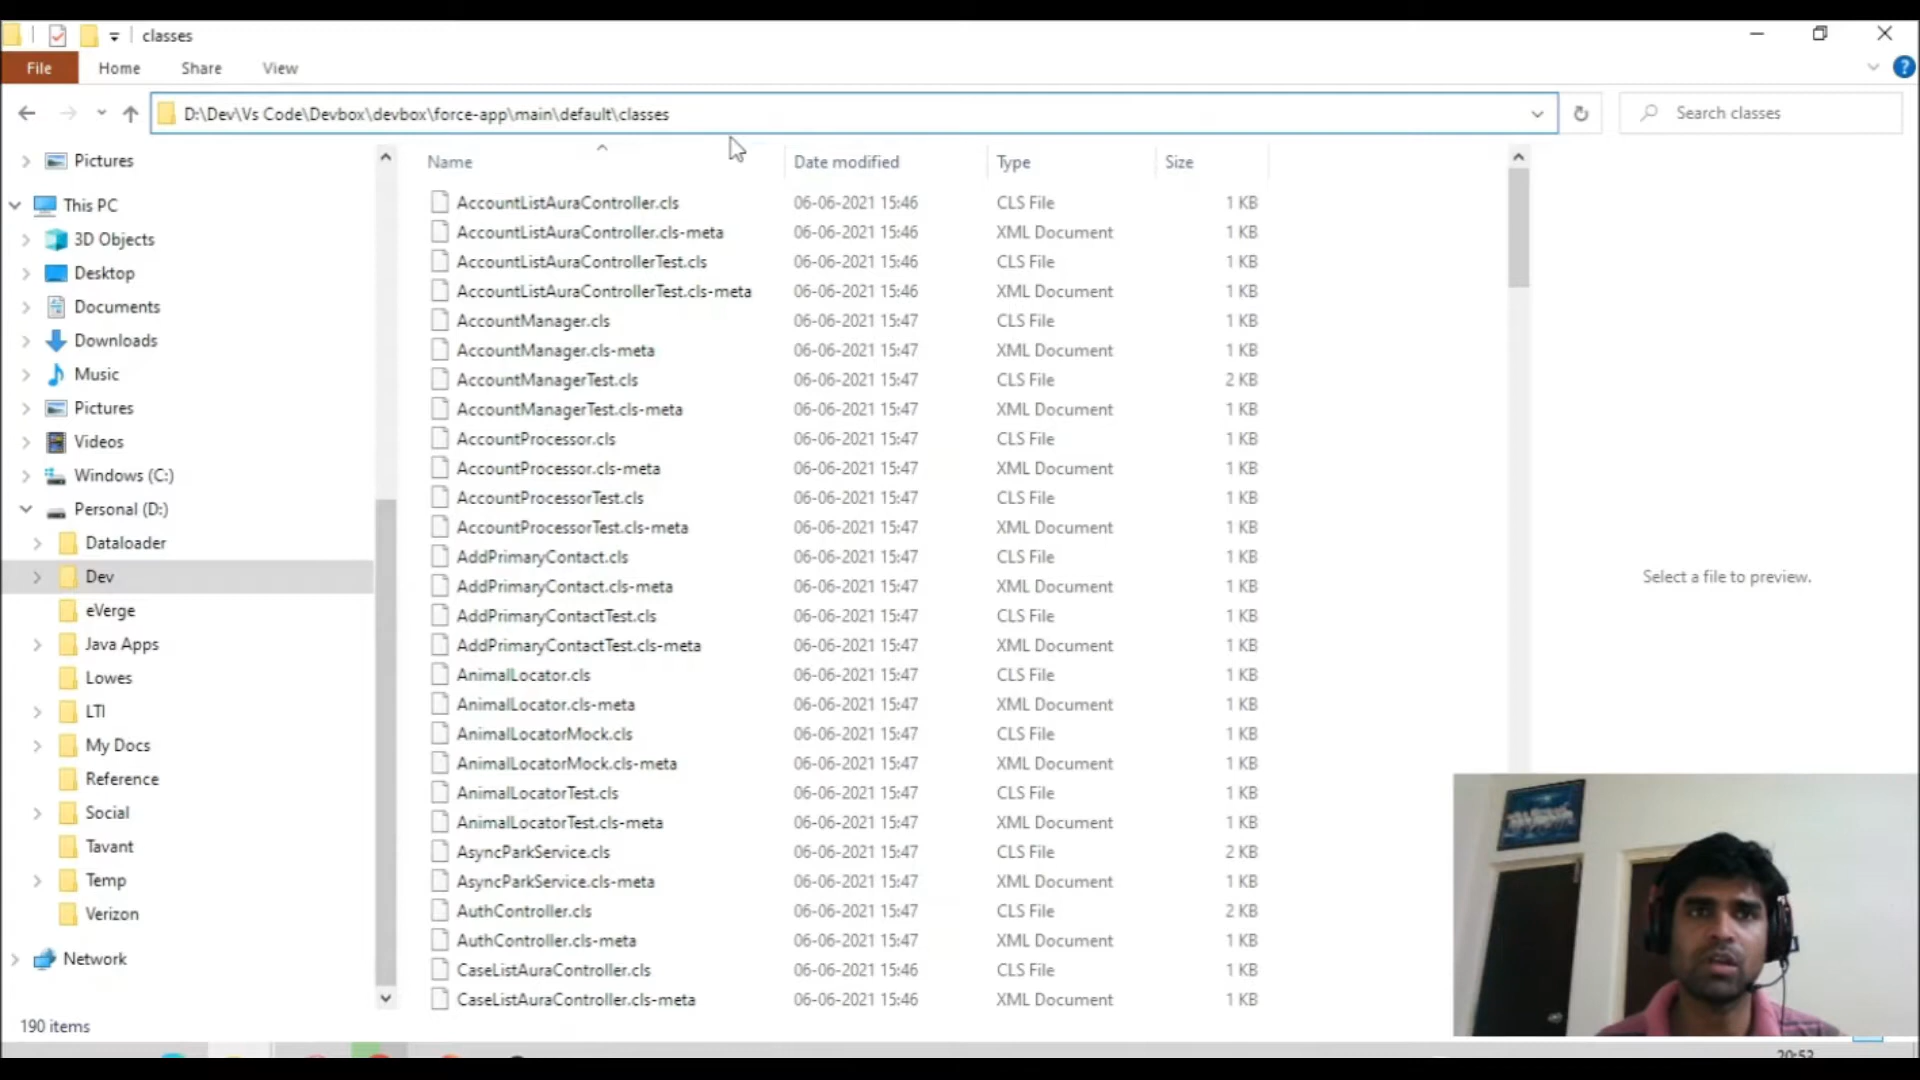 classes
File Home Share View
D:\Dev\Vs Code\Devbox\devbox\force-app\main\default\classes
Search classes
Pictures
This PC
3D Objects
Desktop
Documents
Downloads
Music
Pictures
Videos
Windows (C:)
Personal (D:)
Dataloader
Dev
eVerge
Java Apps
Lowes
LTI
My Docs
Reference
Social
Tavant
Temp
Verizon
Network
Name Date modified Type Size
AccountListAuraController.cls 06-06-2021 15:46 CLS File 1 KB
AccountListAuraController.cls-meta 06-06-2021 15:46 XML Document 1 KB
AccountListAuraControllerTest.cls 06-06-2021 15:46 CLS File 1 KB
AccountListAuraControllerTest.cls-meta 06-06-2021 15:46 XML Document 1 KB
AccountManager.cls 06-06-2021 15:47 CLS File 1 KB
AccountManager.cls-meta 06-06-2021 15:47 XML Document 1 KB
AccountManagerTest.cls 06-06-2021 15:47 CLS File 2 KB
AccountManagerTest.cls-meta 06-06-2021 15:47 XML Document 1 KB
AccountProcessor.cls 06-06-2021 15:47 CLS File 1 KB
AccountProcessor.cls-meta 06-06-2021 15:47 XML Document 1 KB
AccountProcessorTest.cls 06-06-2021 15:47 CLS File 1 KB
AccountProcessorTest.cls-meta 06-06-2021 15:47 XML Document 1 KB
AddPrimaryContact.cls 06-06-2021 15:47 CLS File 1 KB
AddPrimaryContact.cls-meta 06-06-2021 15:47 XML Document 1 KB
AddPrimaryContactTest.cls 06-06-2021 15:47 CLS File 1 KB
AddPrimaryContactTest.cls-meta 06-06-2021 15:47 XML Document 1 KB
AnimalLocator.cls 06-06-2021 15:47 CLS File 1 KB
AnimalLocator.cls-meta 06-06-2021 15:47 XML Document 1 KB
AnimalLocatorMock.cls 06-06-2021 15:47 CLS File 1 KB
AnimalLocatorMock.cls-meta 06-06-2021 15:47 XML Document 1 KB
AnimalLocatorTest.cls 06-06-2021 15:47 CLS File 1 KB
AnimalLocatorTest.cls-meta 06-06-2021 15:47 XML Document 1 KB
AsyncParkService.cls 06-06-2021 15:47 CLS File 2 KB
AsyncParkService.cls-meta 06-06-2021 15:47 XML Document 1 KB
AuthController.cls 06-06-2021 15:47 CLS File 2 KB
AuthController.cls-meta 06-06-2021 15:47 XML Document 1 KB
CaseListAuraController.cls 06-06-2021 15:46 CLS File 1 KB
CaseListAuraController.cls-meta 06-06-2021 15:46 XML Document 1 KB
Select a file to preview.
190 items